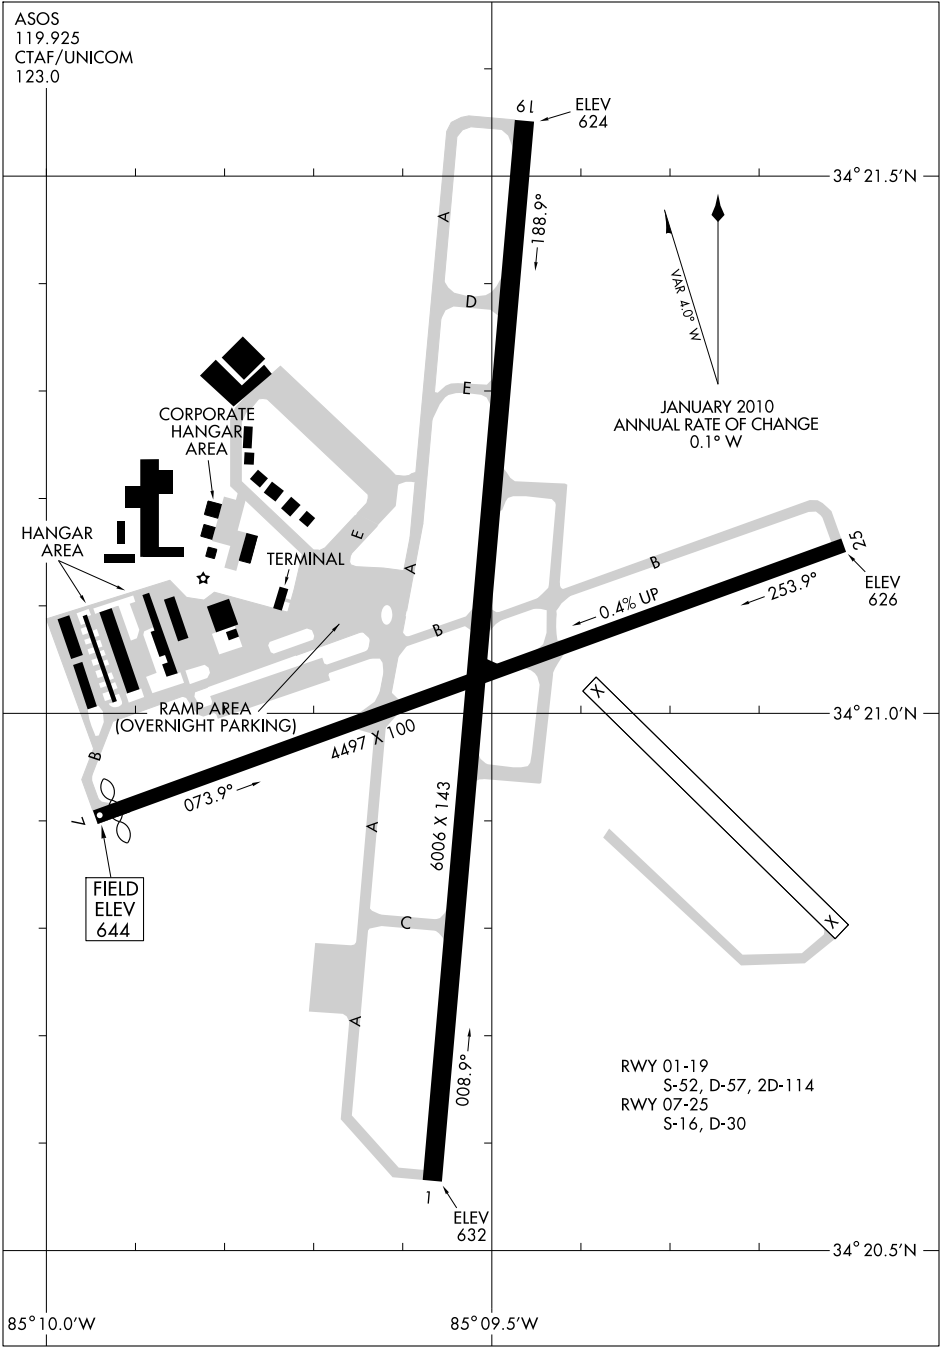 ASOS
119.925
CTAF/UNICOM
123.0
19
ELEV
624
34°21.5'N
A
188.9°
D
VAR 4.0° W
E
JANUARY 2010
ANNUAL RATE OF CHANGE
0.1° W
CORPORATE
HANGAR
AREA
HANGAR
AREA
E
TERMINAL
A
B
25
ELEV
626
0.4% UP
253.9°
B
RAMP AREA
(OVERNIGHT PARKING)
X
34°21.0'N
4497 X 100
B
073.9°
7
6006 X 143
A
FIELD
ELEV
644
C
X
A
008.9°
RWY 01-19
S-52, D-57, 2D-114
RWY 07-25
S-16, D-30
1
ELEV
632
34°20.5'N
85°10.0'W
85°09.5'W